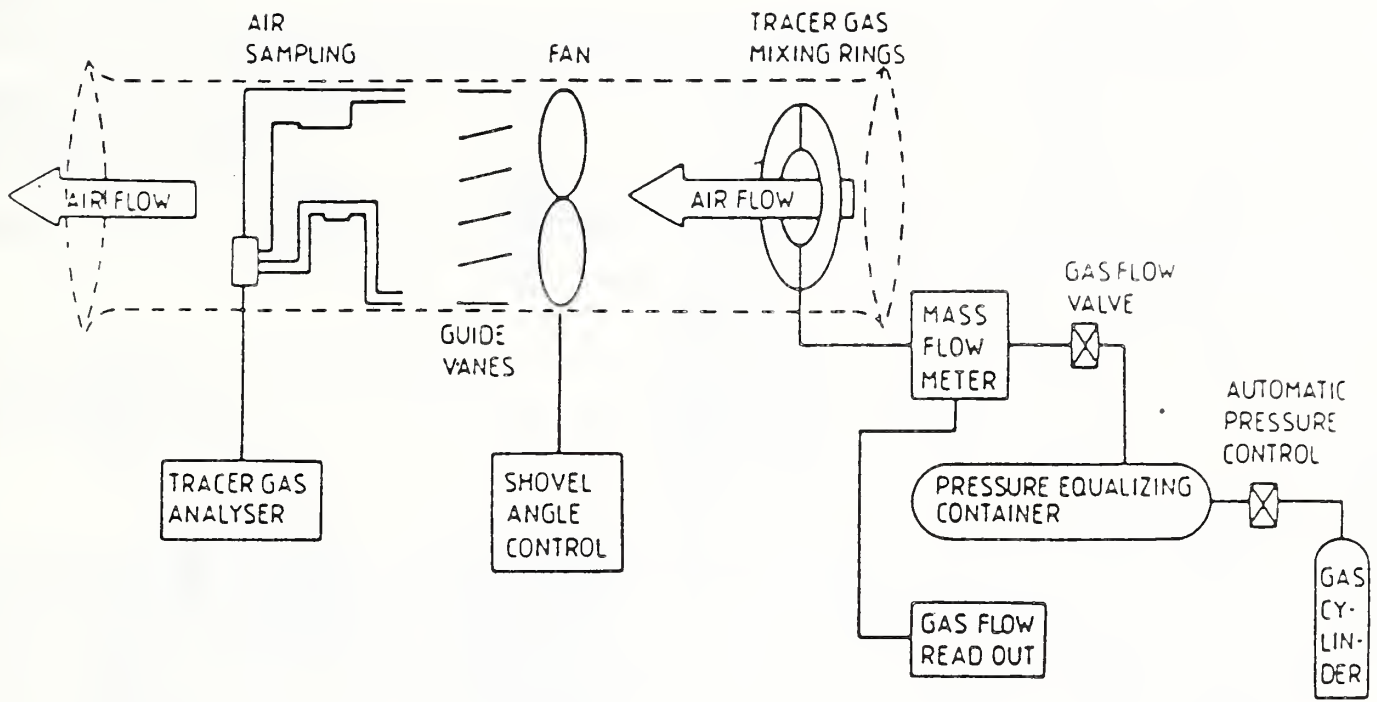 AIR
SAMPLING
FAN
TRACER GAS
MIXING RINGS
AIR FLOW
AIR FLOW
GUIDE
VANES
GAS FLOW
VALVE
MASS
FLOW
METER
AUTOMATIC
PRESSURE
CONTROL
TRACER GAS
ANALYSER
SHOVEL
ANGLE
CONTROL
PRESSURE EQUALIZING
CONTAINER
GAS FLOW
READ OUT
GAS
CY-
LIN-
DER